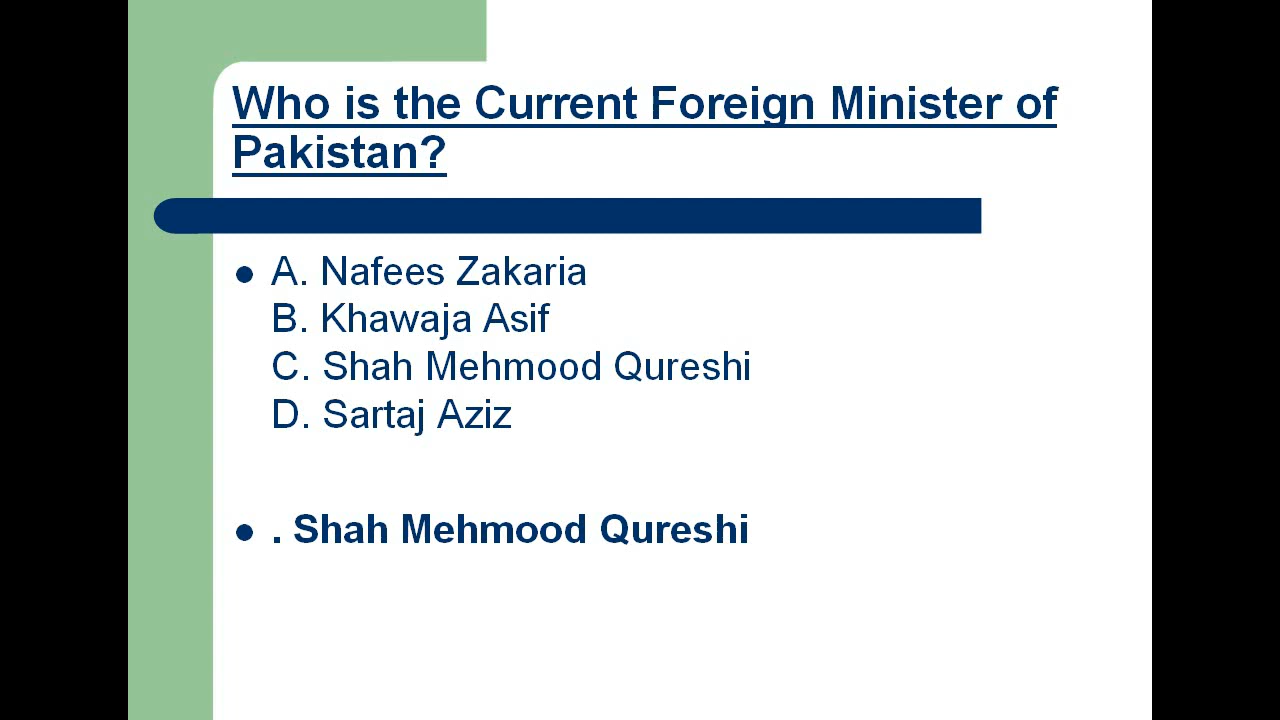 Who is the Current Foreign Minister of
Pakistan?
A. Nafees Zakaria
B. Khawaja Asif
C. Shah Mehmood Qureshi
D. Sartaj Aziz
. Shah Mehmood Qureshi